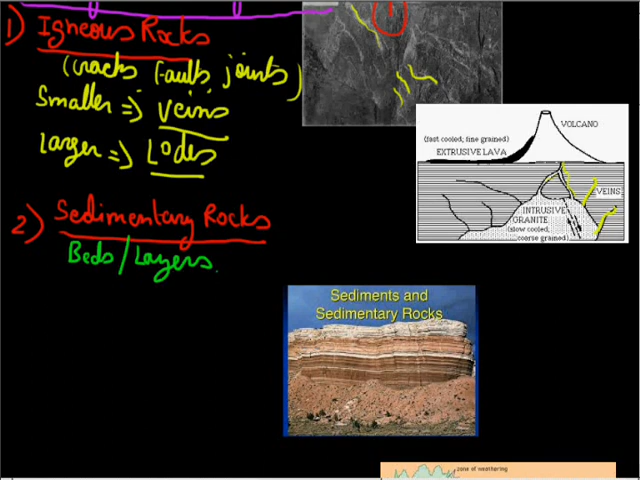 1) Igneous Rocks
(Cracks Faults, joints)
Smaller => Veins
Larger => Lodes
VOLCANO
(fast cooled; fine grained)
EXTRUSIVE LAVA
VEINS
INTRUSIVE
GRANITE
(slow cooled,
coarse grained)
2) Sedimentary Rocks
Beds/Layers
Sediments and
Sedimentary Rocks
zone of weathering